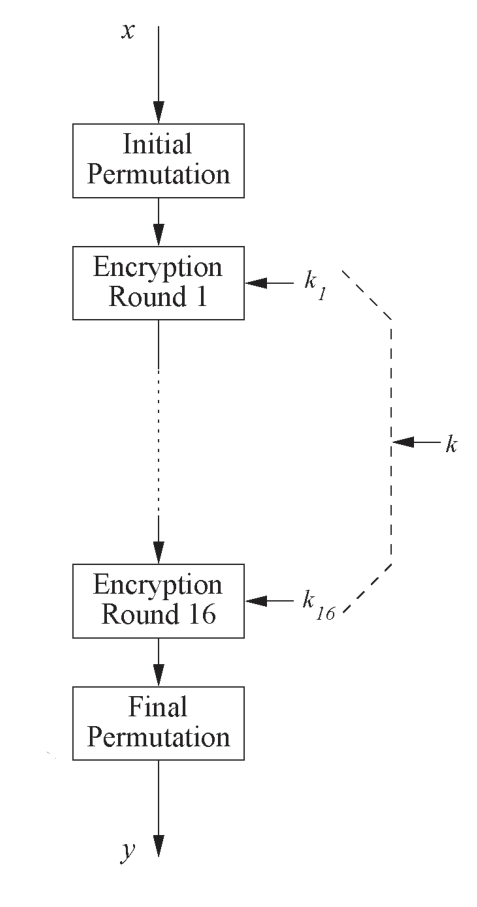 x
Initial
Permutation
Encryption
Round 1
k1
k
Encryption
Round 16
k16
Final
Permutation
y